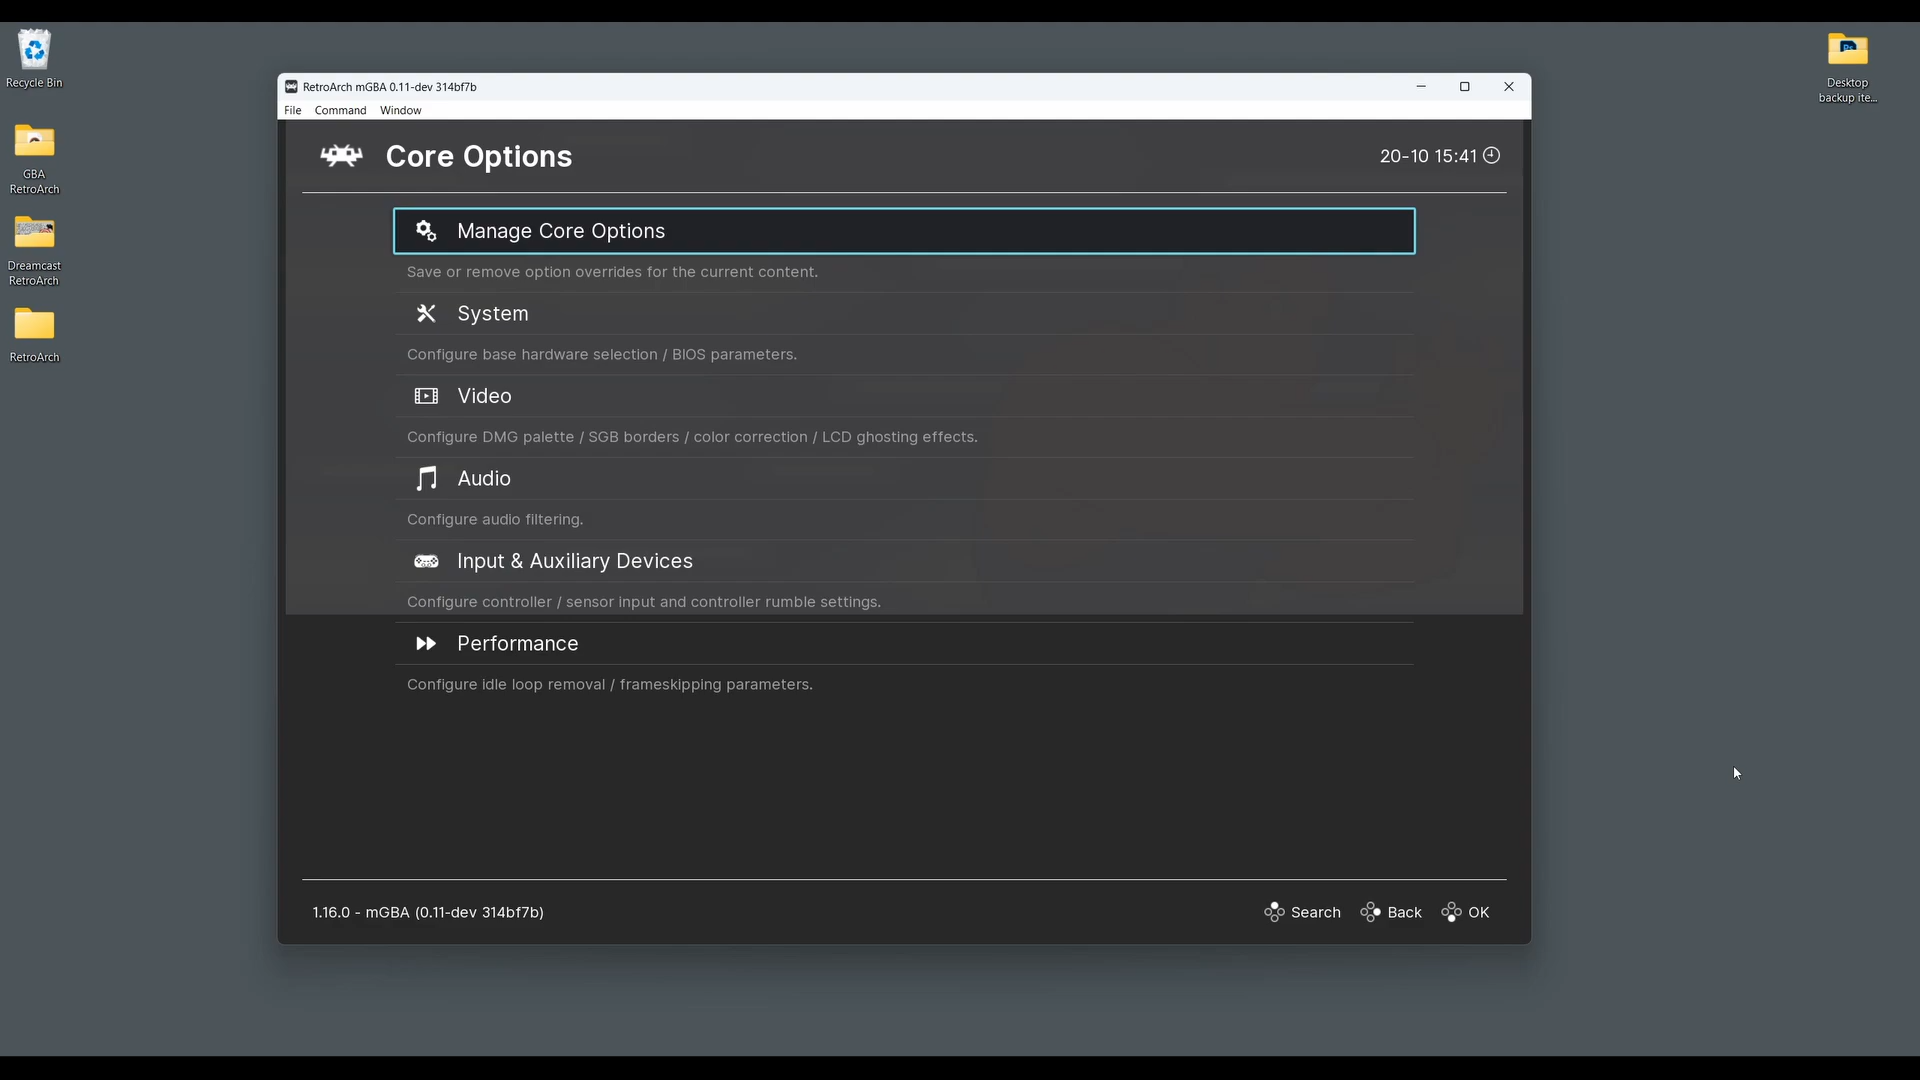 Recycle Bin
GBA
RetroArch
Dreamcast
RetroArch
RetroArch
Desktop
backup ite...
RetroArch mGBA 0.11-dev 314bf7b
File Command Window
Core Options
20-10 15:41
Manage Core Options
Save or remove option overrides for the current content.
System
Configure base hardware selection / BIOS parameters.
Video
Configure DMG palette / SGB borders / color correction / LCD ghosting effects.
Audio
Configure audio filtering.
Input & Auxiliary Devices
Configure controller / sensor input and controller rumble settings.
Performance
Configure idle loop removal / frameskipping parameters.
1.16.0 - mGBA (0.11-dev 314bf7b)
Search Back OK